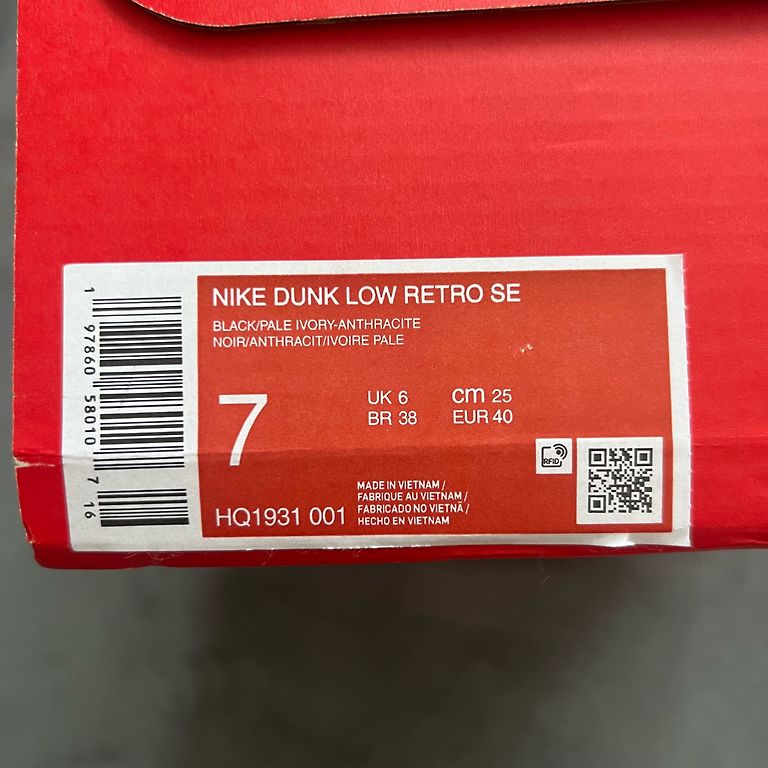 1 97860 58010 7 16
NIKE DUNK LOW RETRO SE
BLACK/PALE IVORY-ANTHRACITE
NOIR/ANTHRACIT/IVOIRE PALE
7
UK 6 cm 25
BR 38 EUR 40
RFID
HQ1931 001
MADE IN VIETNAM /
FABRIQUE AU VIETNAM /
FABRICADO NO VIETNÃ /
HECHO EN VIETNAM